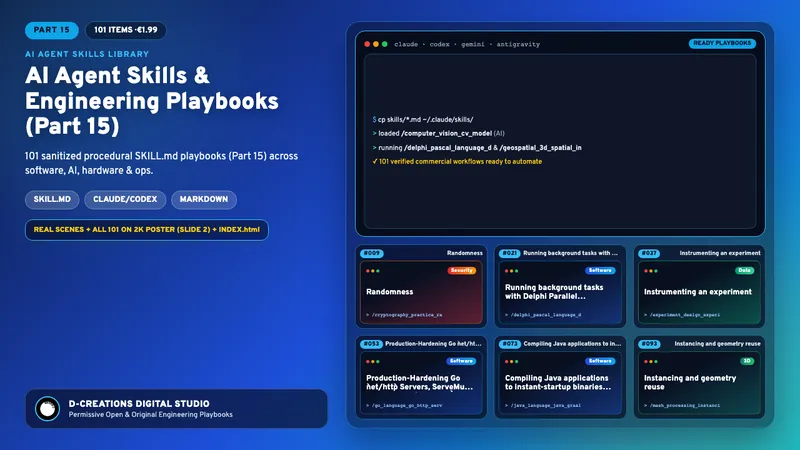 PART 15
101 ITEMS · €1.99
AI AGENT SKILLS LIBRARY
AI Agent Skills &
Engineering Playbooks
(Part 15)
101 sanitized procedural SKILL.md playbooks (Part 15) across
software, AI, hardware & ops.
SKILL.MD
CLAUDE/CODEX
MARKDOWN
REAL SCENES + ALL 101 ON 2K POSTER (SLIDE 2) + INDEX.html
D-CREATIONS DIGITAL STUDIO
Permissive Open & Original Engineering Playbooks
claude · codex · gemini · antigravity
READY PLAYBOOKS
$ cp skills/*.md ~/.claude/skills/
> loaded /computer_vision_cv_model (AI)
> running /delphi_pascal_language_d & /geospatial_3d_spatial_in
✓ 101 verified commercial workflows ready to automate
#009
Randomness
Security
Randomness
> /cryptography_practice_ra
#021
Running background tasks with ...
Software
Running background tasks
with Delphi Parallel...
> /delphi_pascal_language_d
#037
Instrumenting an experiment
Data
Instrumenting an experiment
> /experiment_design_experi
#053
Production-Hardening Go net/ht...
Software
Production-Hardening Go
net/http Servers, ServeMu...
> /go_language_go_http_serv
#073
Compiling Java applications to in...
Software
Compiling Java applications
to instant-startup binaries...
> /java_language_java_graal
#093
Instancing and geometry reuse
3D
Instancing and geometry
reuse
> /mesh_processing_instanci